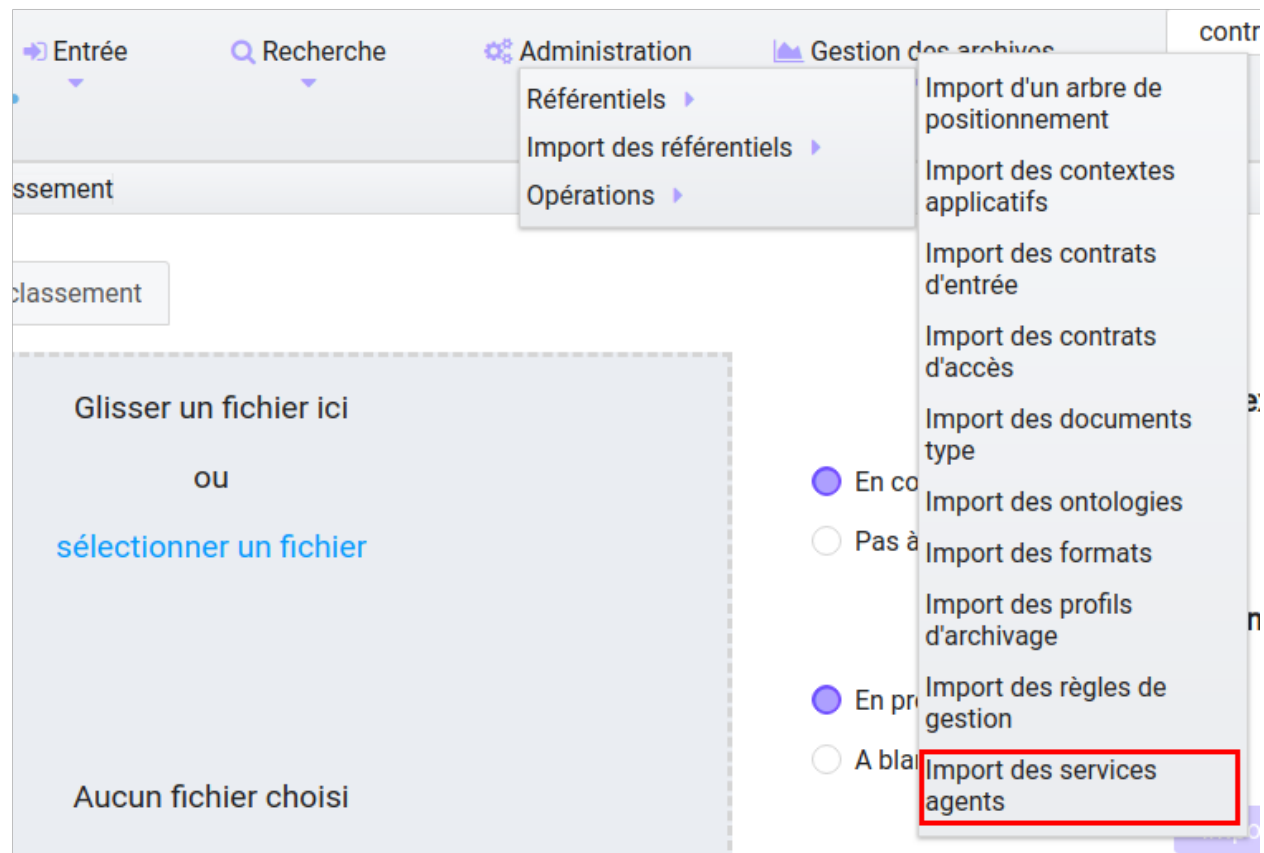 Entrée
Recherche
Administration
Gestion des archives
contr
Référentiels
Import des référentiels
Opérations
Import d'un arbre de
positionnement
Import des contextes
applicatifs
Import des contrats
d'entrée
Import des contrats
d'accès
Import des documents
type
Import des ontologies
Import des formats
Import des profils
d'archivage
Import des règles de
gestion
Import des services
agents
ssement
classement
Glisser un fichier ici
ou
sélectionner un fichier
Aucun fichier choisi
En co
Pas à
En pr
A bla